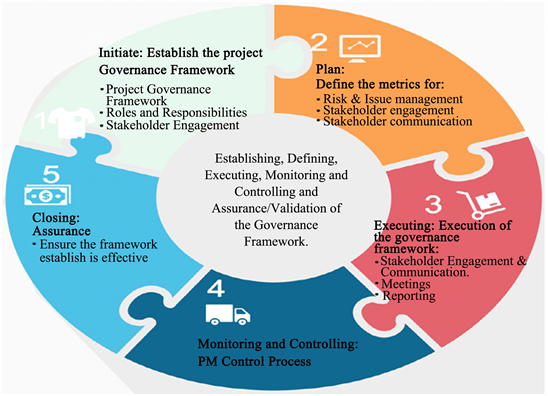 1
Initiate: Establish the project
Governance Framework
• Project Governance
Framework
• Roles and Responsibilities
• Stakeholder Engagement
2
Plan:
Define the metrics for:
• Risk & Issue management
• Stakeholder engagement
• Stakeholder communication
3
Executing: Execution of
the governance
framework:
• Stakeholder Engagement &
Communication.
• Meetings
• Reporting
4
Monitoring and Controlling:
PM Control Process
5
Closing:
Assurance
• Ensure the framework
establish is effective
Establishing, Defining,
Executing, Monitoring and
Controlling and
Assurance/Validation of
the Governance
Framework.